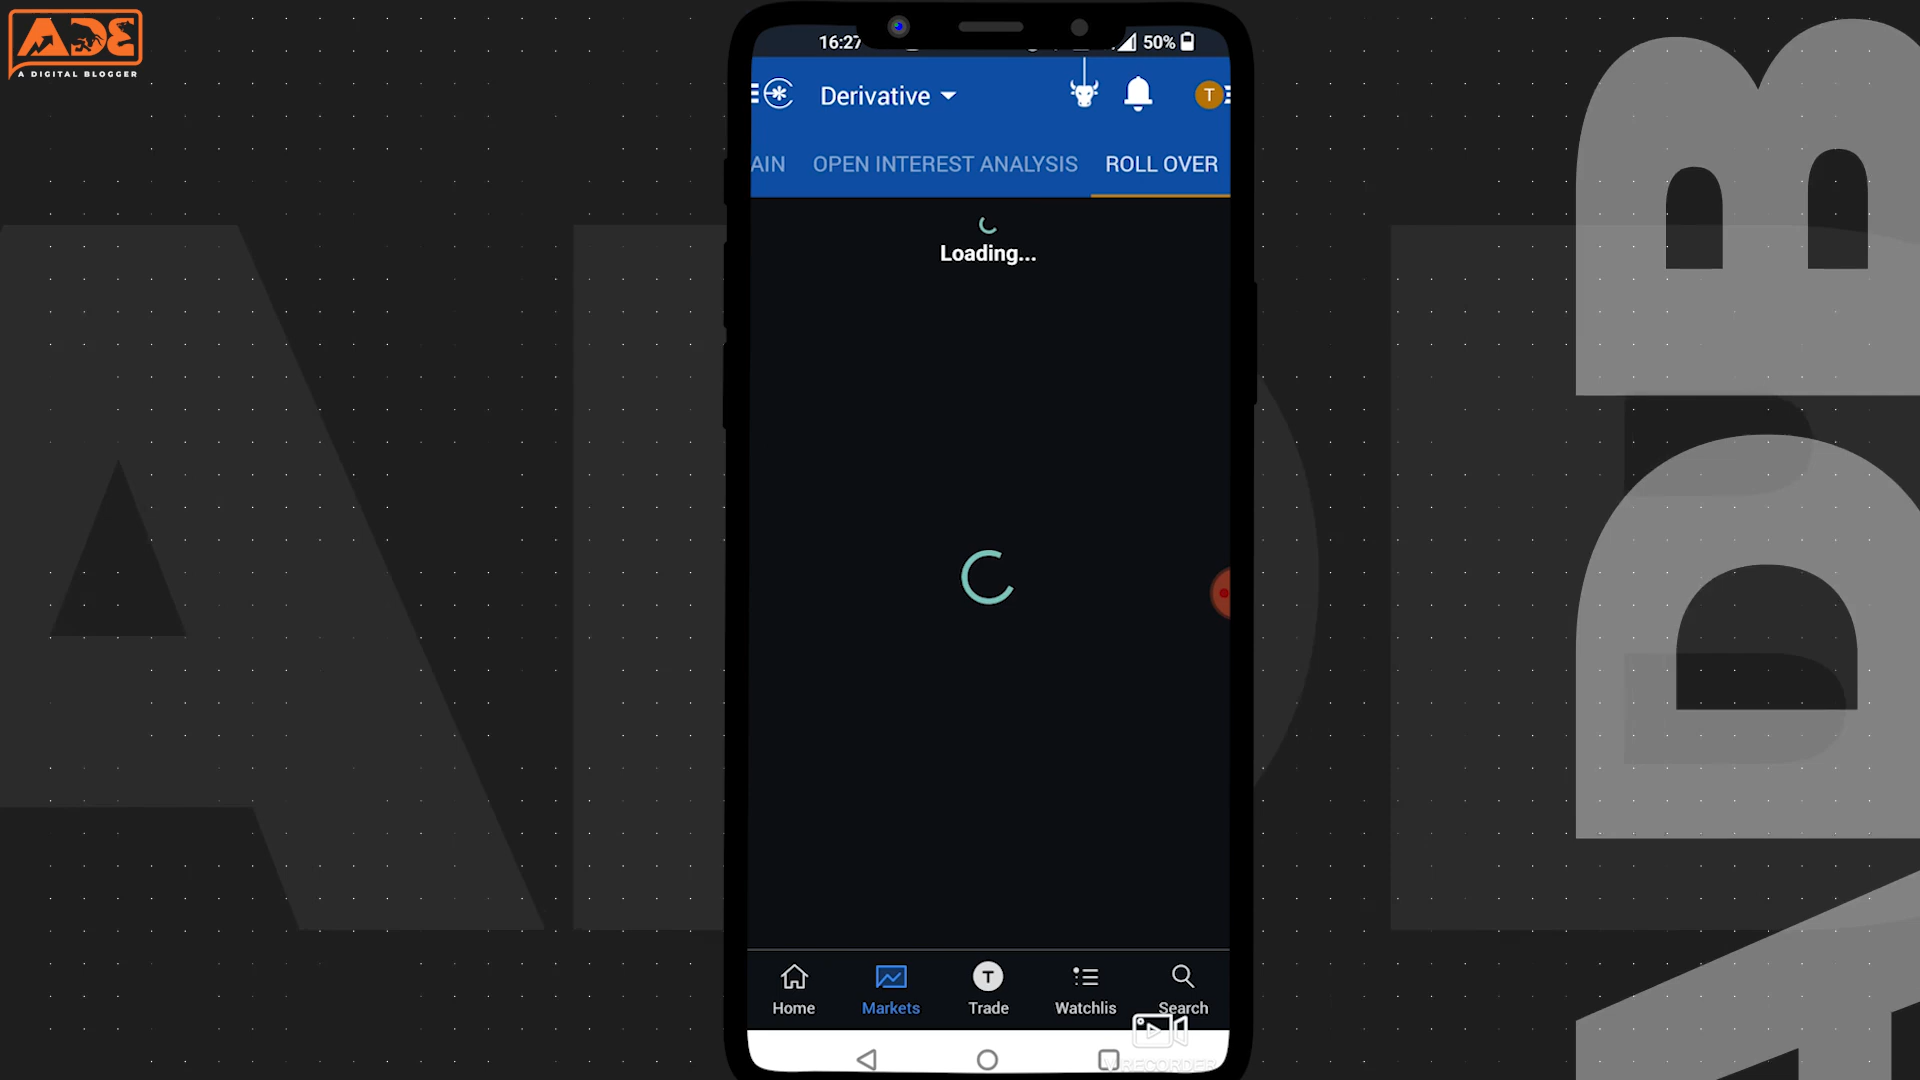 ADB
A DIGITAL BLOGGER
16:27
50%
Derivative
T
AIN
OPEN INTEREST ANALYSIS
ROLL OVER
Loading...
T
Home
Markets
Trade
Watchlis
Search
RECORDER